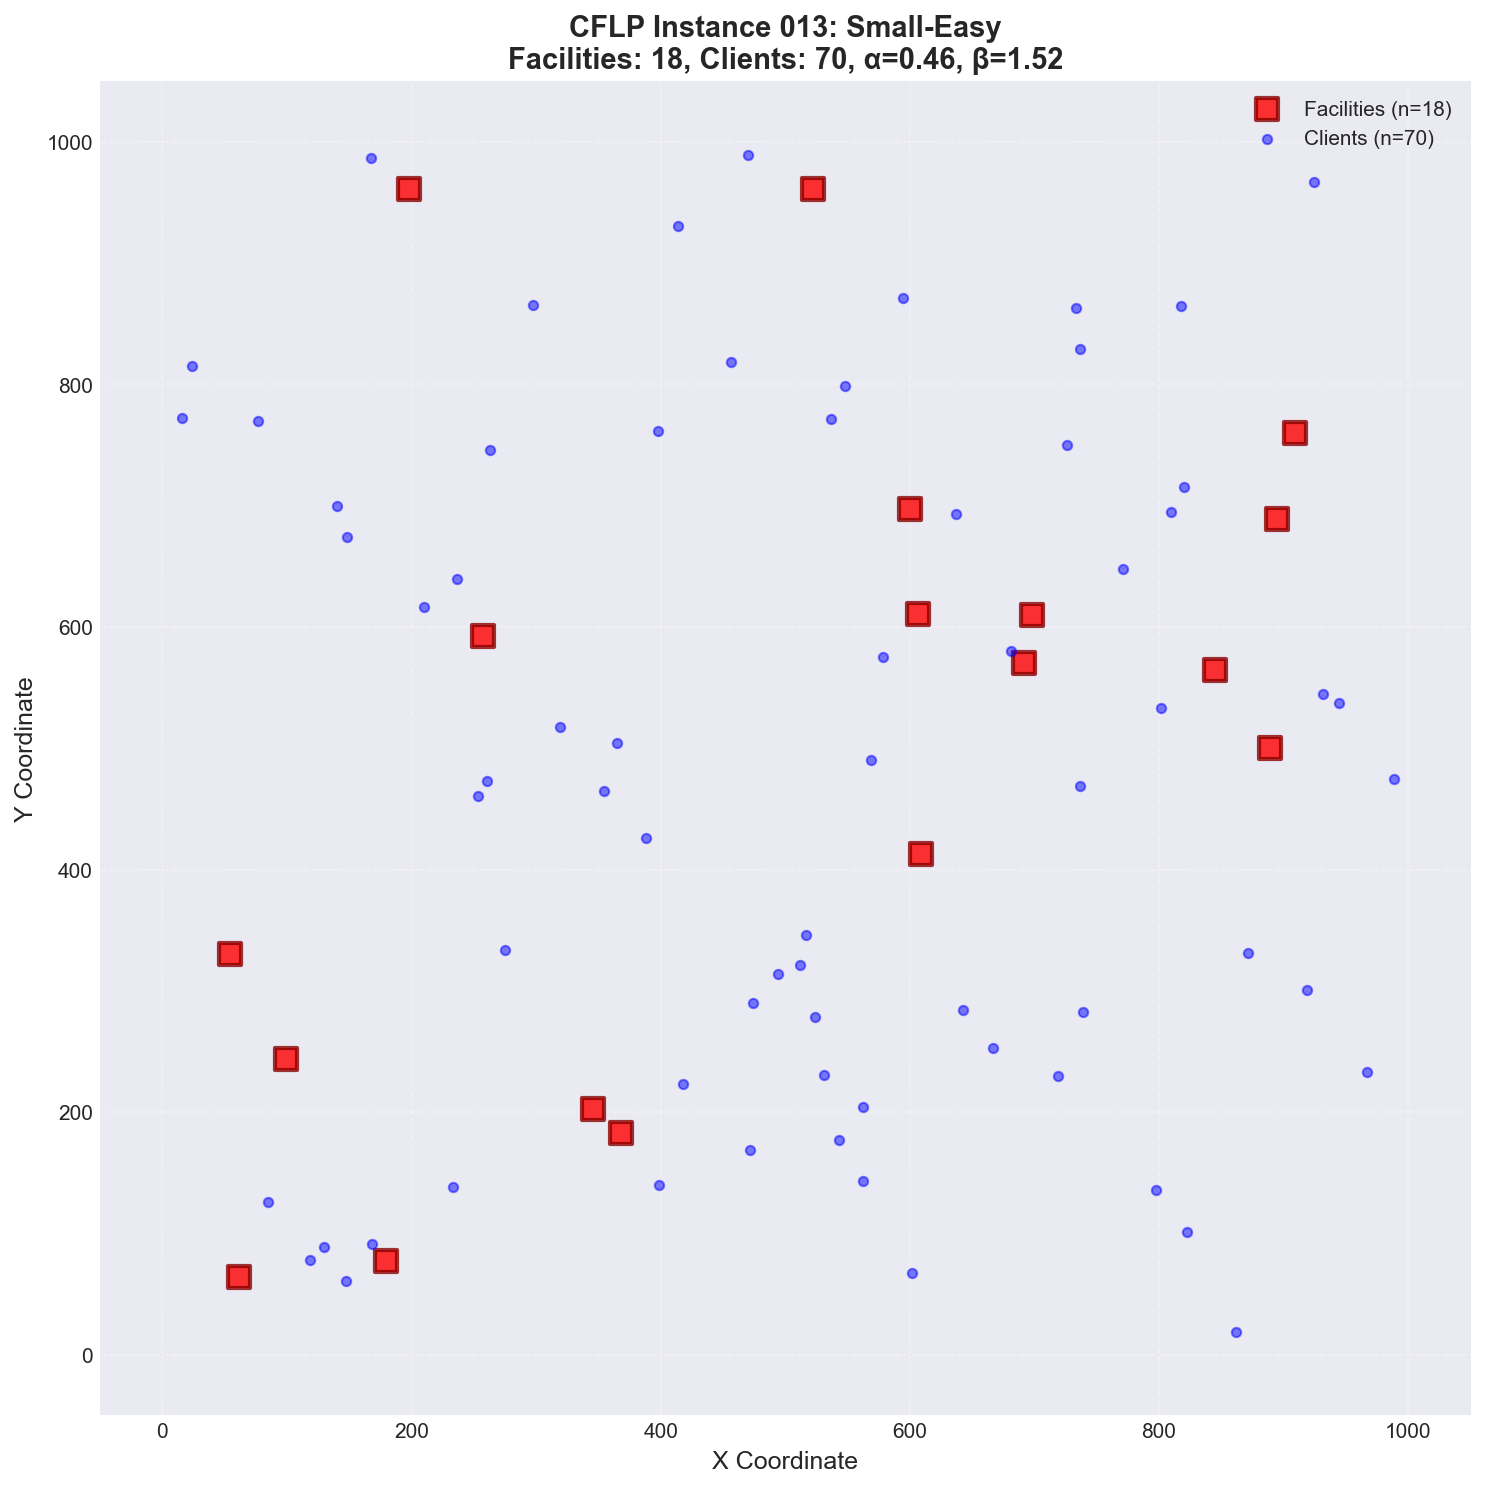 CFLP Instance 013: Small-Easy
Facilities: 18, Clients: 70, α=0.46, β=1.52
Facilities (n=18)
Clients (n=70)
1000
800
600
400
200
0
Y Coordinate
0 200 400 600 800 1000
X Coordinate